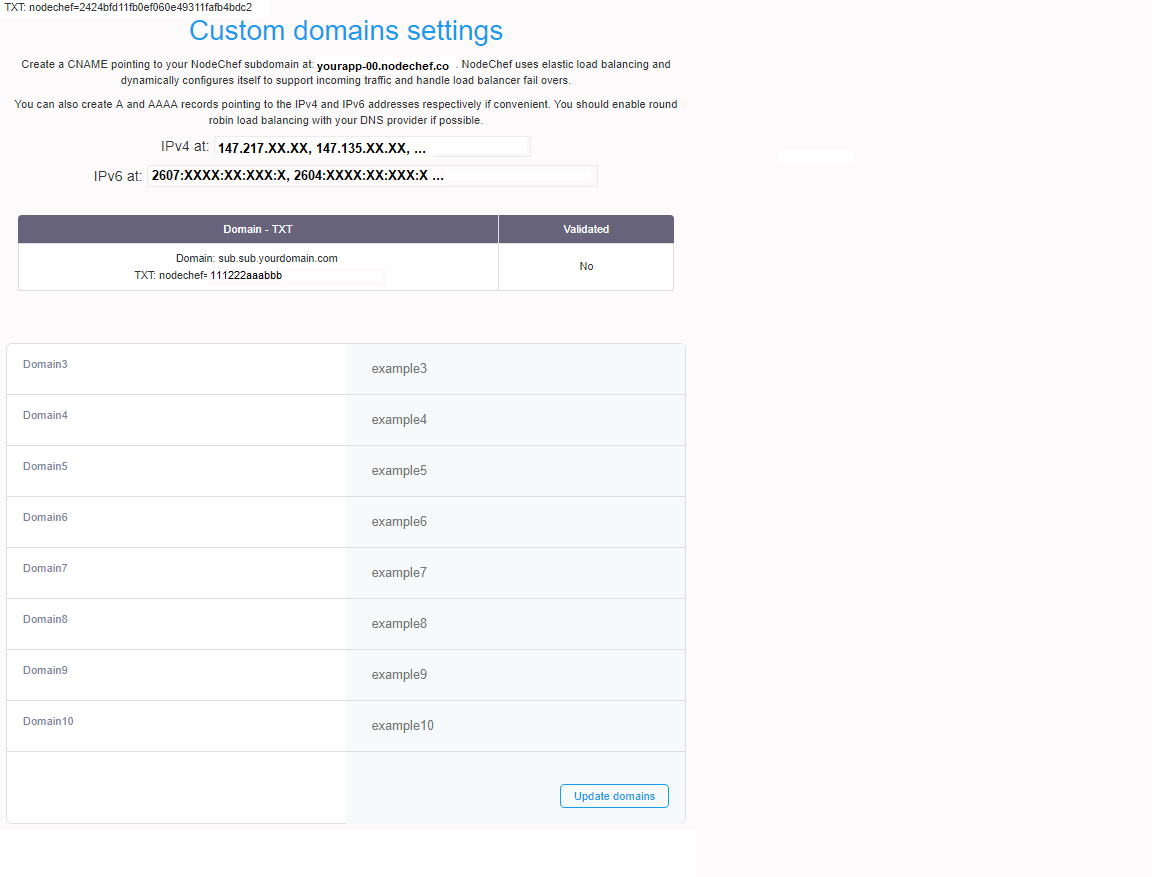 TXT: nodechef=2424bfd11fb0ef060e49311fafb4bdc2
Custom domains settings
Create a CNAME pointing to your NodeChef subdomain at: yourapp-00.nodechef.co . NodeChef uses elastic load balancing and
dynamically configures itself to support incoming traffic and handle load balancer fail overs.
You can also create A and AAAA records pointing to the IPv4 and IPv6 addresses respectively if convenient. You should enable round
robin load balancing with your DNS provider if possible.
IPv4 at: 147.217.XX.XX, 147.135.XX.XX, ...
IPv6 at: 2607:XXXX:XX:XXX:X, 2604:XXXX:XX:XXX:X ...
Domain - TXT Validated
Domain: sub.sub.yourdomain.com
TXT: nodechef= 111222aaabbb
No
Domain3 example3
Domain4 example4
Domain5 example5
Domain6 example6
Domain7 example7
Domain8 example8
Domain9 example9
Domain10 example10
Update domains